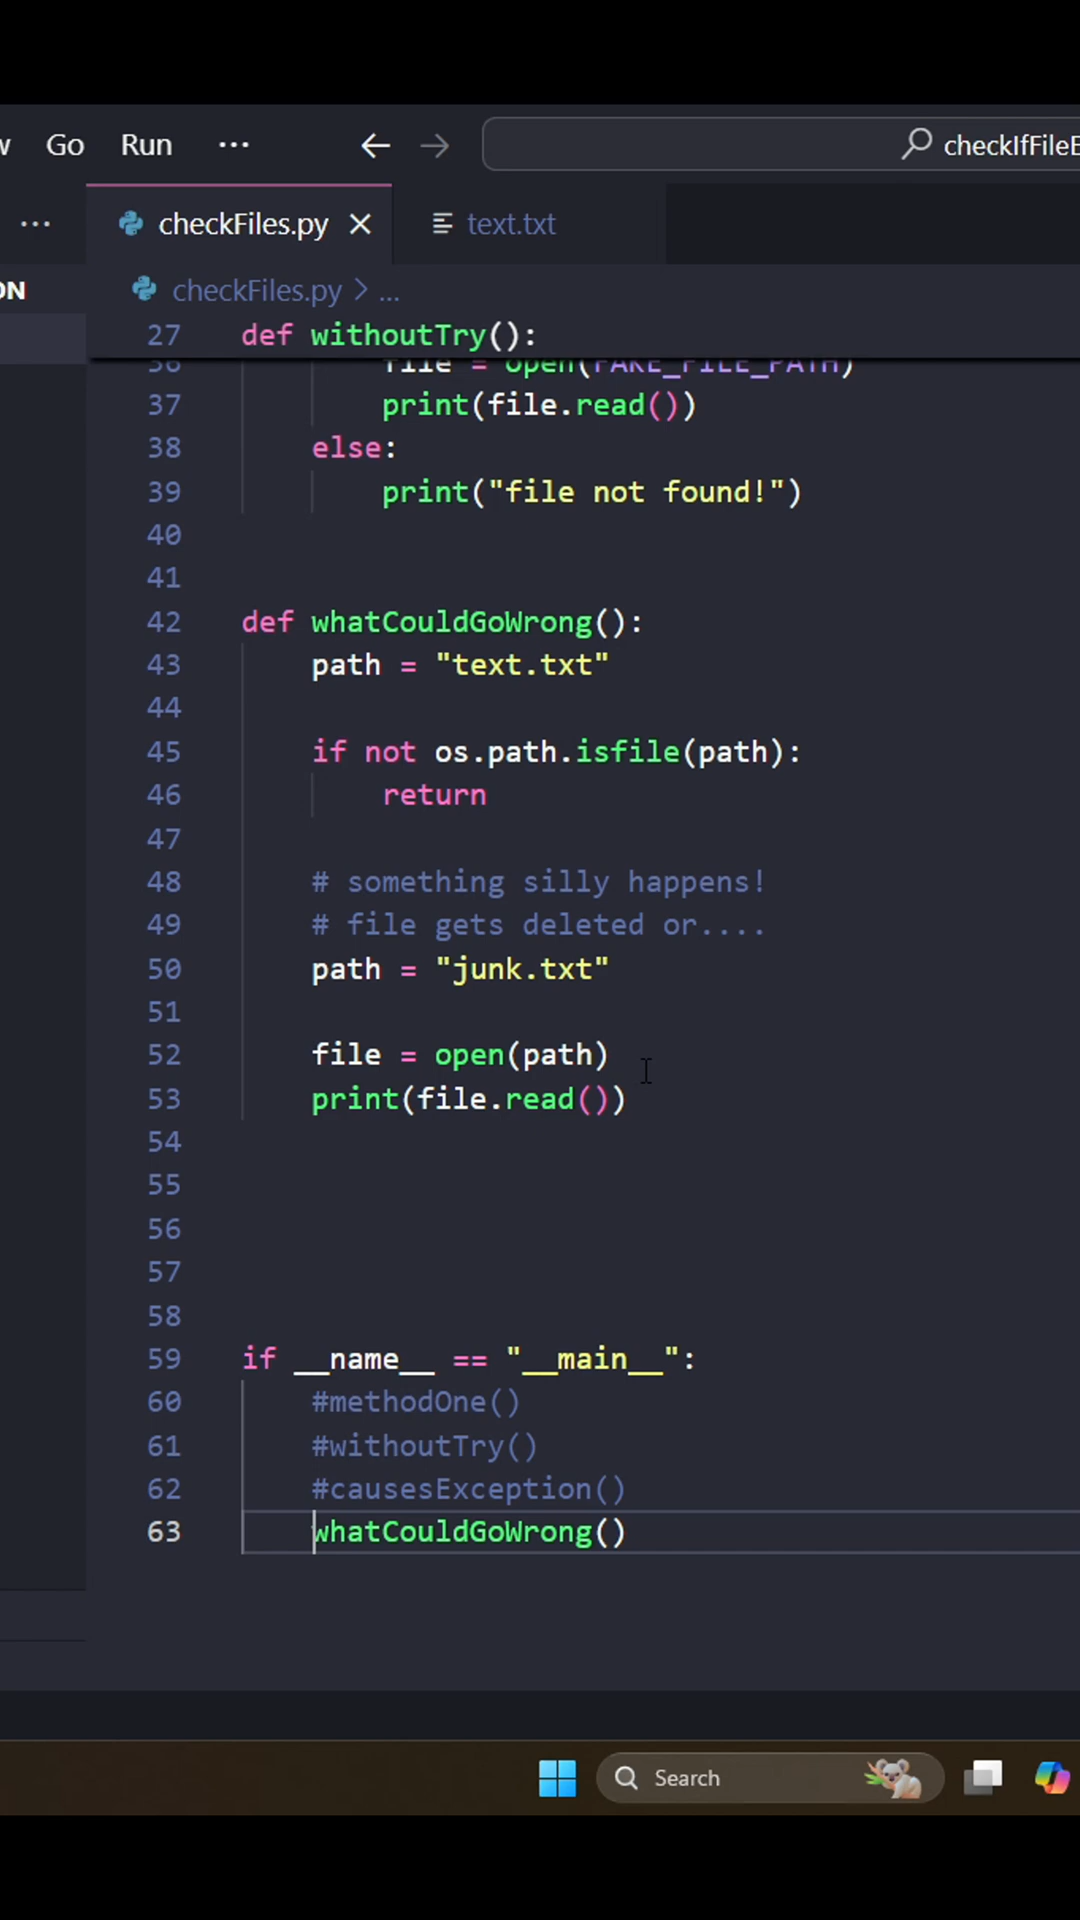 Go Run ...
checkIfFileE
...
checkFiles.py
text.txt
ON
checkFiles.py > ...
27 def withoutTry():
36 file = open(FAKE_FILE_PATH)
37 print(file.read())
38 else:
39 print("file not found!")
40
41
42 def whatCouldGoWrong():
43 path = "text.txt"
44
45 if not os.path.isfile(path):
46 return
47
48 # something silly happens!
49 # file gets deleted or....
50 path = "junk.txt"
51
52 file = open(path)
53 print(file.read())
54
55
56
57
58
59 if __name__ == "__main__":
60 #methodOne()
61 #withoutTry()
62 #causesException()
63 whatCouldGoWrong()
Search